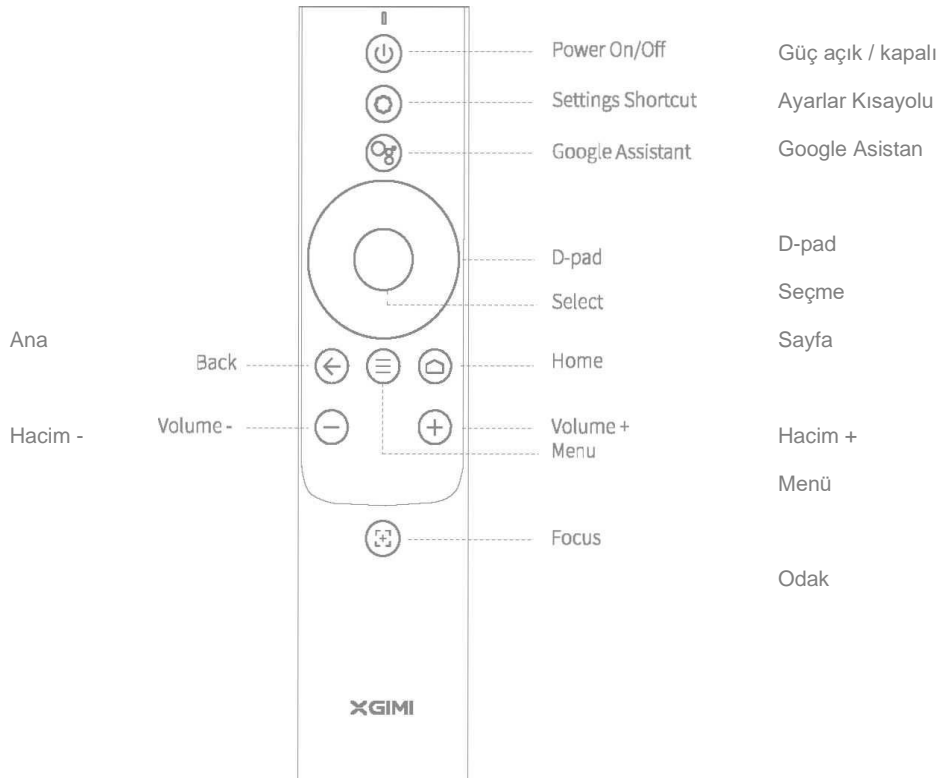 Power On/Off Güç açık / kapalı
Settings Shortcut Ayarlar Kısayolu
Google Assistant Google Asistan
D-pad D-pad
Select Seçme
Ana Sayfa
Back Home
Hacim - Volume - Volume + Hacim +
Menu Menü
Focus Odak
XGIMI